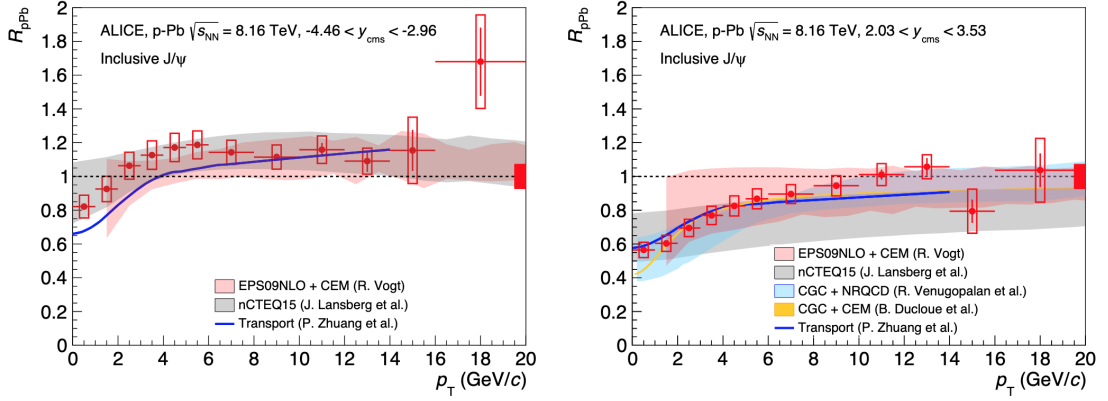 R_pPb
2
1.8
1.6
1.4
1.2
1
0.8
0.6
0.4
0.2
0
ALICE, p-Pb √s_NN = 8.16 TeV, -4.46 < y_cms < -2.96
Inclusive J/ψ
EPS09NLO + CEM (R. Vogt)
nCTEQ15 (J. Lansberg et al.)
Transport (P. Zhuang et al.)
0 2 4 6 8 10 12 14 16 18 20
p_T (GeV/c)
R_pPb
2
1.8
1.6
1.4
1.2
1
0.8
0.6
0.4
0.2
0
ALICE, p-Pb √s_NN = 8.16 TeV, 2.03 < y_cms < 3.53
Inclusive J/ψ
EPS09NLO + CEM (R. Vogt)
nCTEQ15 (J. Lansberg et al.)
CGC + NRQCD (R. Venugopalan et al.)
CGC + CEM (B. Ducloue et al.)
Transport (P. Zhuang et al.)
0 2 4 6 8 10 12 14 16 18 20
p_T (GeV/c)